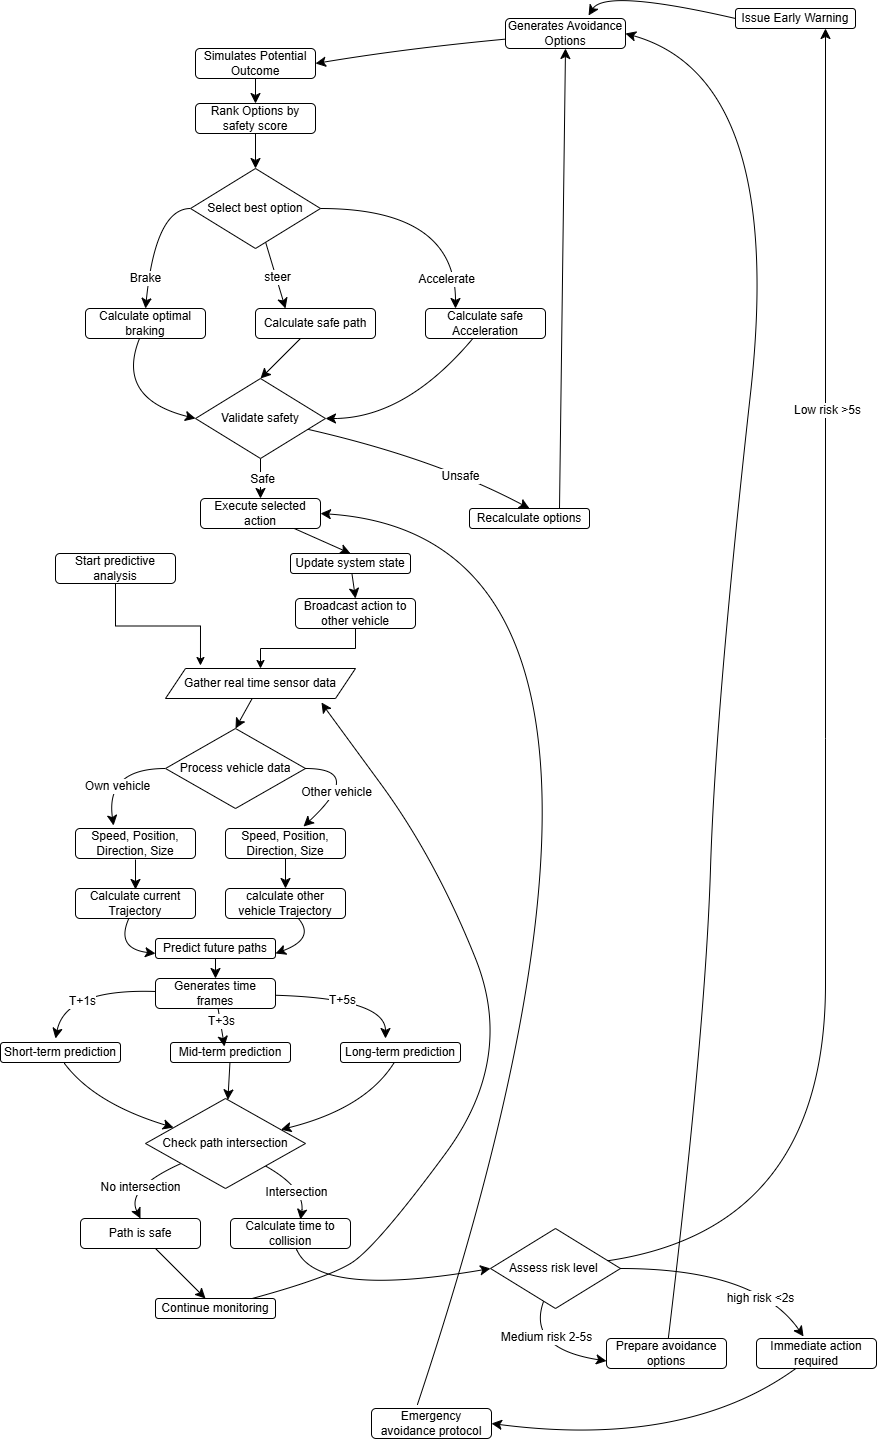 Issue Early Warning
Generates Avoidance
Options
Simulates Potential
Outcome
Rank Options by
safety score
Select best option
Brake
steer
Accelerate
Calculate optimal
braking
Calculate safe path
Calculate safe
Acceleration
Low risk >5s
Validate safety
Safe
Unsafe
Execute selected
action
Recalculate options
Start predictive
analysis
Update system state
Broadcast action to
other vehicle
Gather real time sensor data
Process vehicle data
Own vehicle
Other vehicle
Speed, Position,
Direction, Size
Speed, Position,
Direction, Size
Calculate current
Trajectory
calculate other
vehicle Trajectory
Predict future paths
Generates time
frames
T+1s
T+3s
T+5s
Short-term prediction
Mid-term prediction
Long-term prediction
Check path intersection
No intersection
Intersection
Path is safe
Calculate time to
collision
Assess risk level
Continue monitoring
high risk <2s
Medium risk 2-5s
Prepare avoidance
options
Immediate action
required
Emergency
avoidance protocol